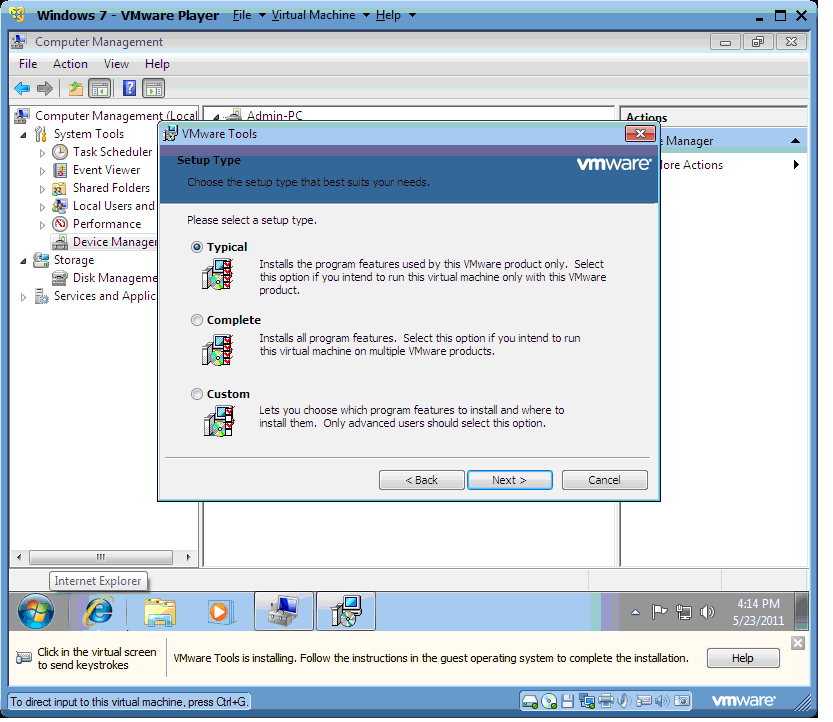 Windows 7 - VMware Player File Virtual Machine Help
Computer Management
File Action View Help
Computer Management (Local
System Tools
Task Scheduler
Event Viewer
Shared Folders
Local Users and
Performance
Device Manager
Storage
Disk Manageme
Services and Applic
Admin-PC
Actions
Manager
ore Actions
VMware Tools
Setup Type
Choose the setup type that best suits your needs.
vmware
Please select a setup type.
Typical
Installs the program features used by this VMware product only. Select
this option if you intend to run this virtual machine only with this VMware
product.
Complete
Installs all program features. Select this option if you intend to run
this virtual machine on multiple VMware products.
Custom
Lets you choose which program features to install and where to
install them. Only advanced users should select this option.
< Back Next > Cancel
Internet Explorer
4:14 PM
5/23/2011
Click in the virtual screen
to send keystrokes
VMware Tools is installing. Follow the instructions in the guest operating system to complete the installation.
Help
To direct input to this virtual machine, press Ctrl+G.
vmware